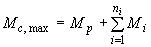 M_{c, max} = M_p + \sum_{i=1}^{n_i} M_i